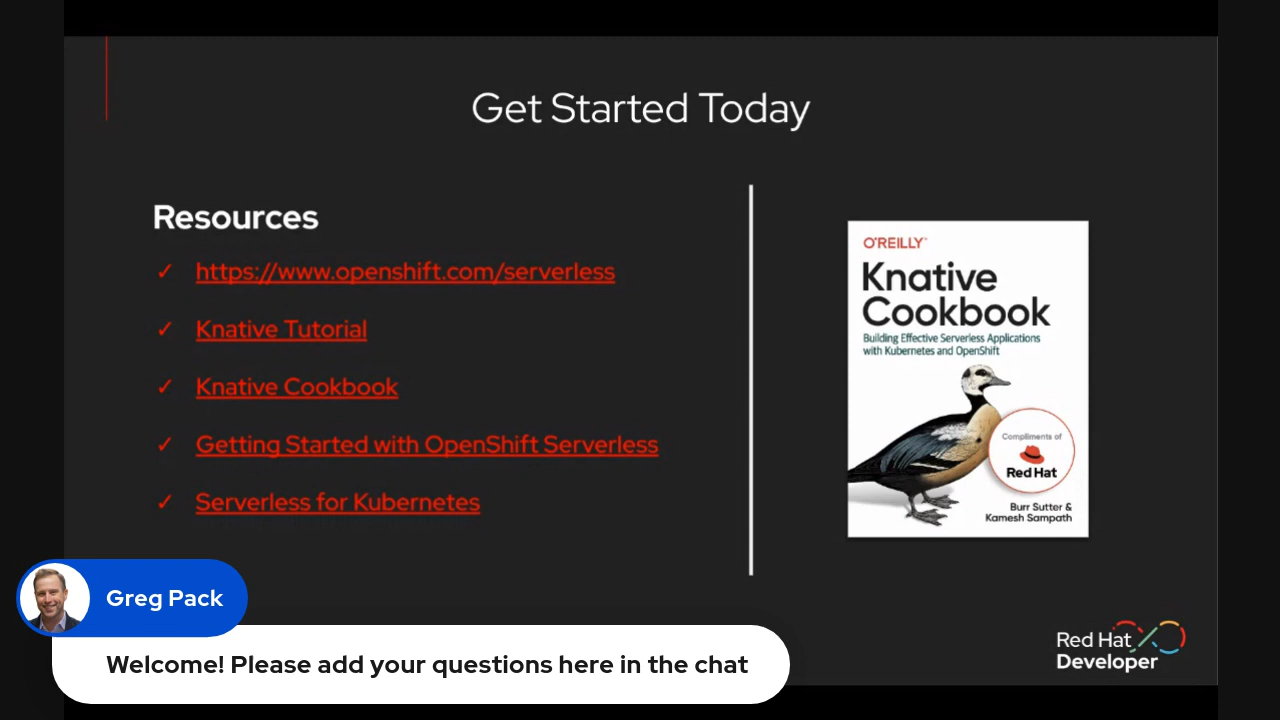 Get Started Today
Resources
✓ https://www.openshift.com/serverless
✓ Knative Tutorial
✓ Knative Cookbook
✓ Getting Started with OpenShift Serverless
✓ Serverless for Kubernetes
O'REILLY
Knative
Cookbook
Building Effective Serverless Applications
with Kubernetes and OpenShift
Compliments of
Red Hat
Burr Sutter &
Kamesh Sampath
Greg Pack
Welcome! Please add your questions here in the chat
Red Hat
Developer